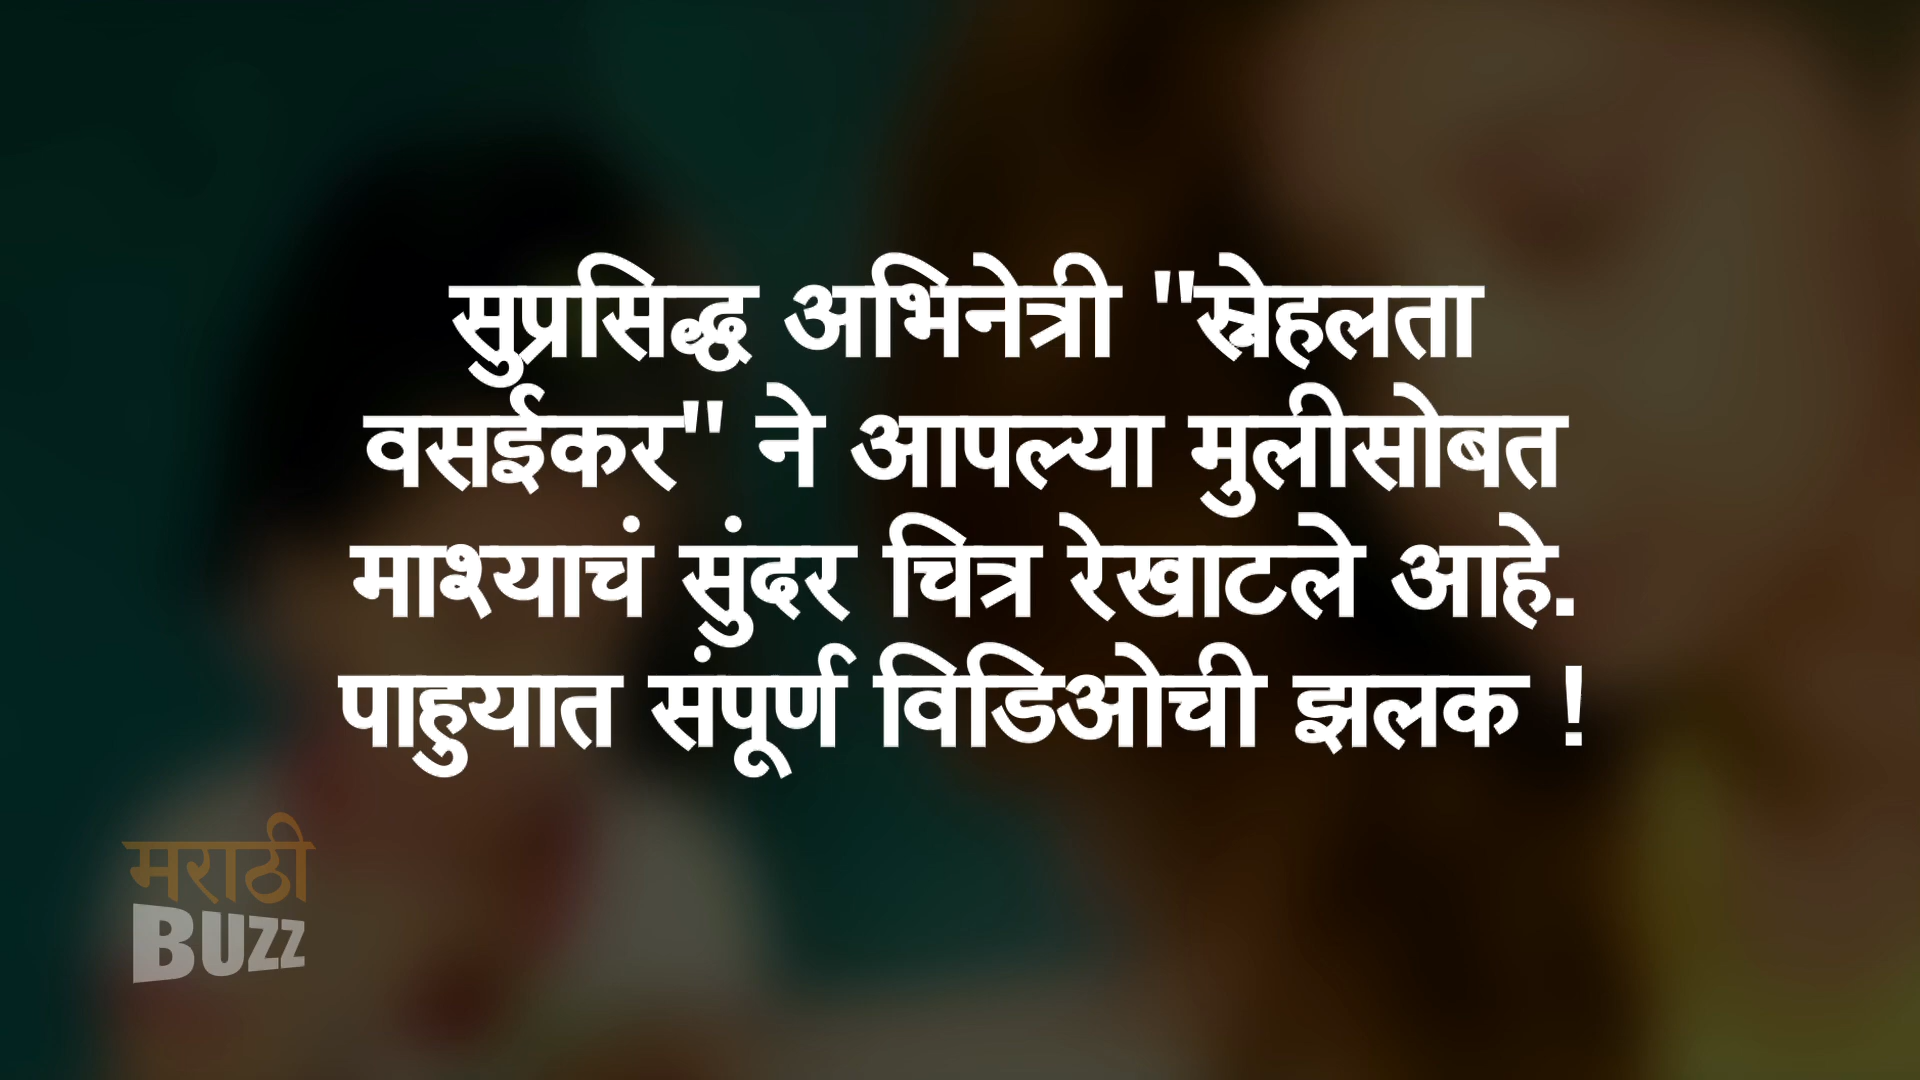 सुप्रसिद्ध अभिनेत्री "स्नेहलता
वसईकर" ने आपल्या मुलीसोबत
माश्याचं सुंदर चित्र रेखाटले आहे.
पाहुयात संपूर्ण विडिओची झलक !
मराठी
BUZZ